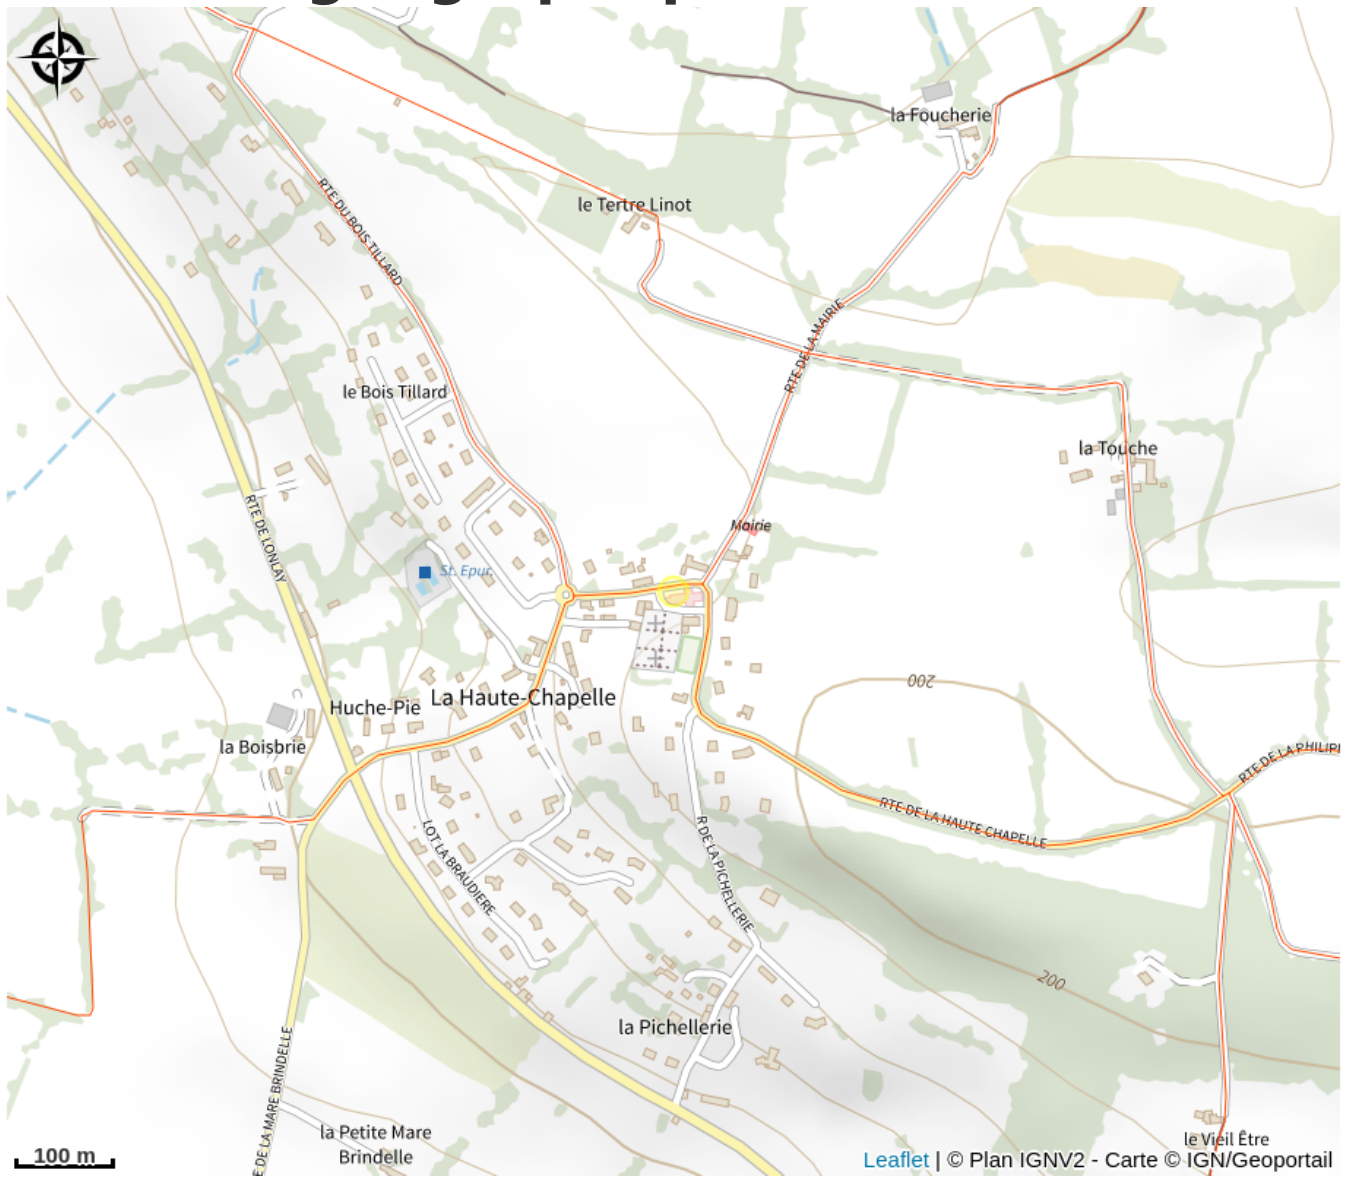 la Foucherie
le Tertre Linot
RTE DU BOIS TILLARD
RTE DE LA MAIRIE
le Bois Tillard
la Touche
RTE DE LONLAY
Mairie
St. Epur.
200
La Haute-Chapelle
Huche-Pie
la Boisbrie
RTE DE LA HAUTE CHAPELLE
LOT LA BRAUDIERE
R DE LA PICHELLERIE
200
la Pichellerie
E DE LA MARE BRINDELLE
la Petite Mare
Brindelle
le Vieil Être
100 m
Leaflet | © Plan IGNV2 - Carte © IGN/Geoportail